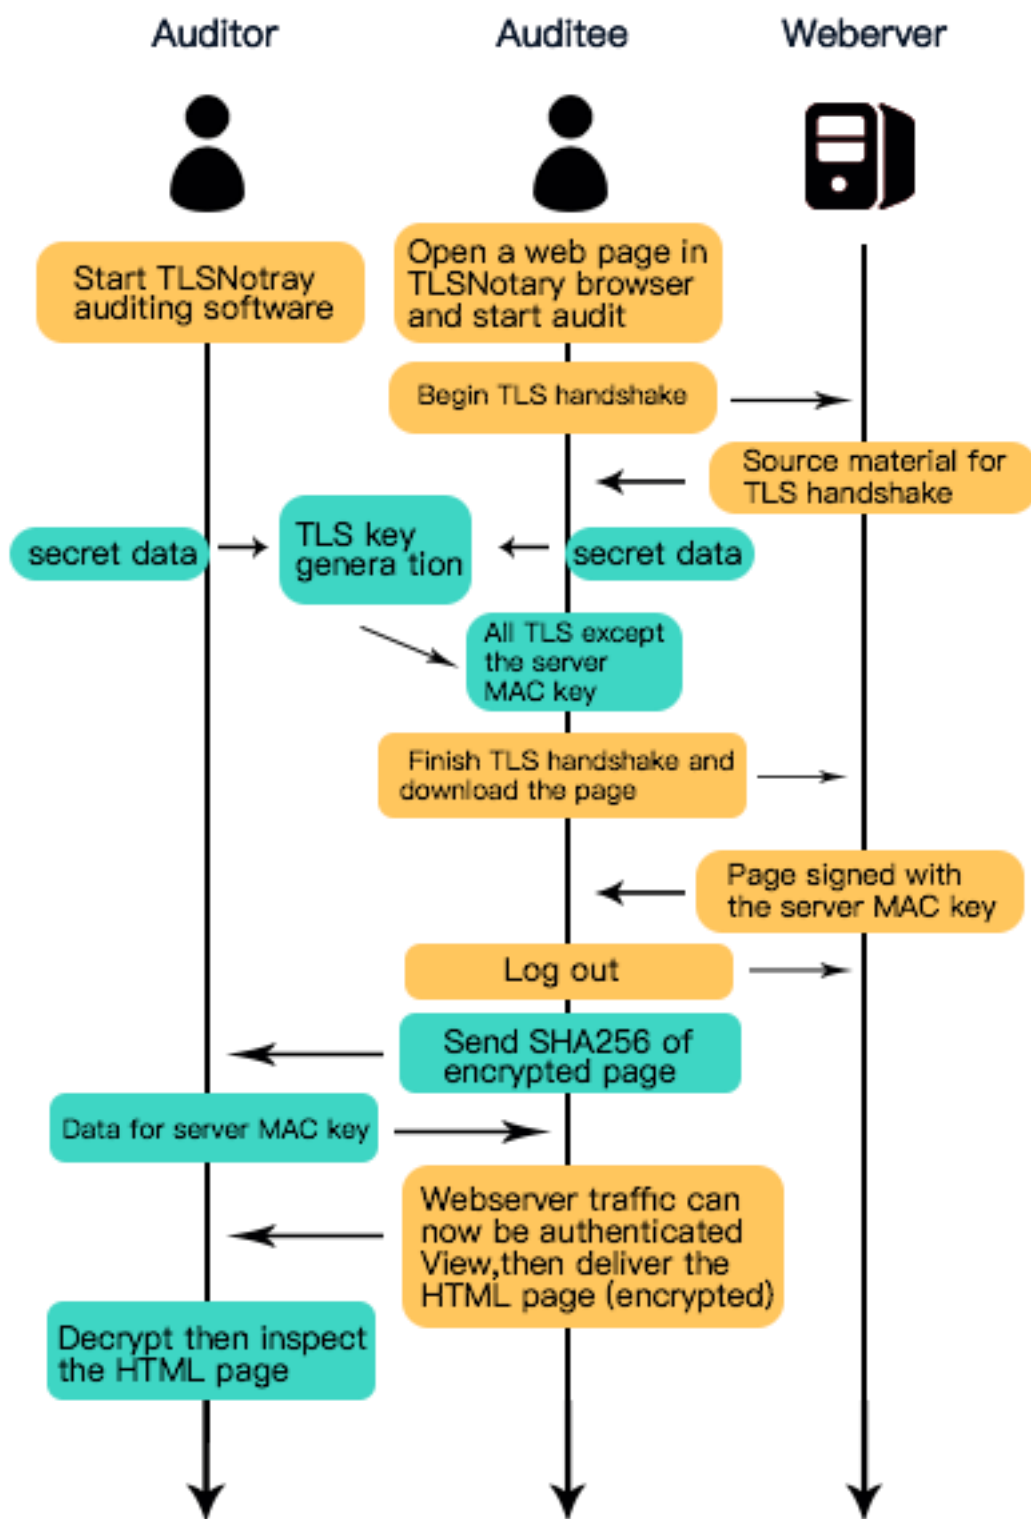 Auditor
Auditee
Weberver
Start TLSNotray
auditing software
Open a web page in
TLSNotary browser
and start audit
Begin TLS handshake
Source material for
TLS handshake
secret data
TLS key
genera tion
secret data
All TLS except
the server
MAC key
Finish TLS handshake and
download the page
Page signed with
the server MAC key
Log out
Send SHA256 of
encrypted page
Data for server MAC key
Webserver traffic can
now be authenticated
View,then deliver the
HTML page (encrypted)
Decrypt then inspect
the HTML page